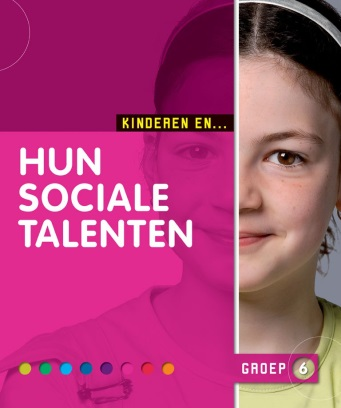 KINDEREN EN...
HUN
SOCIALE
TALENTEN
GROEP 6